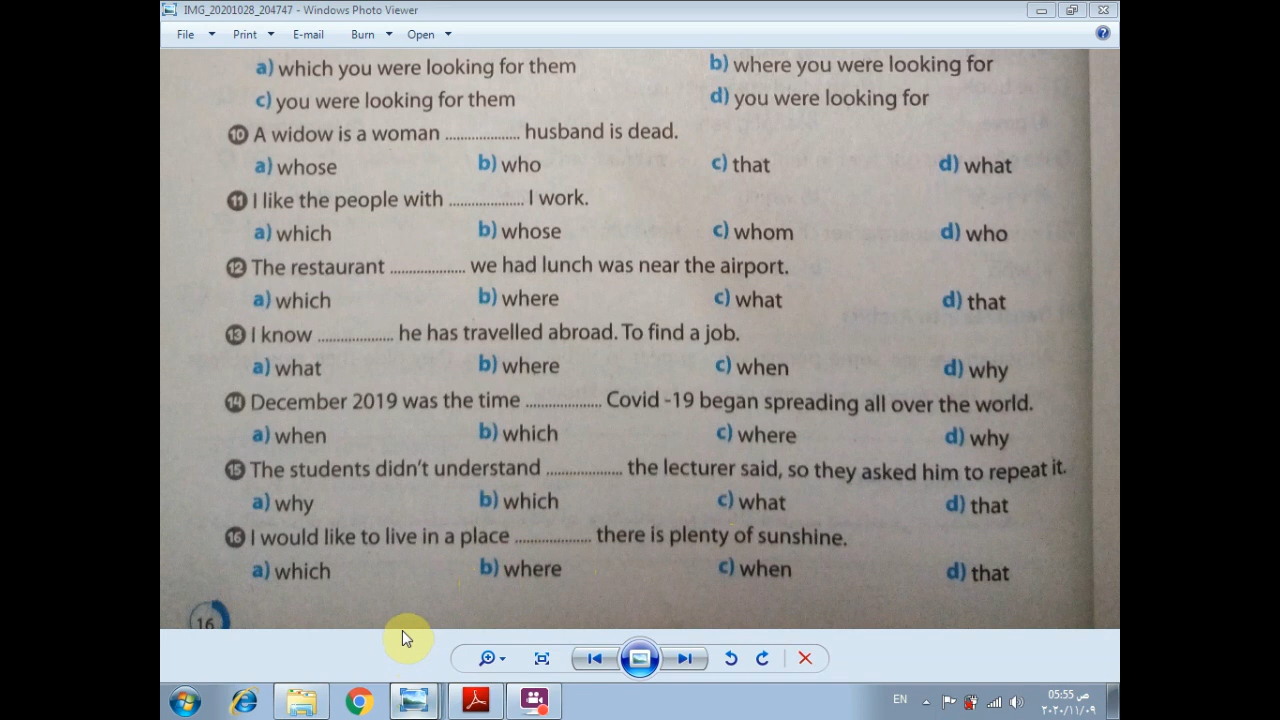 IMG_20201028_204747 - Windows Photo Viewer
File Print E-mail Burn Open
a) which you were looking for them b) where you were looking for
c) you were looking for them d) you were looking for
10 A widow is a woman .................... husband is dead.
a) whose b) who c) that d) what
11 I like the people with .................... I work.
a) which b) whose c) whom d) who
12 The restaurant .................... we had lunch was near the airport.
a) which b) where c) what d) that
13 I know .................... he has travelled abroad. To find a job.
a) what b) where c) when d) why
14 December 2019 was the time .................... Covid -19 began spreading all over the world.
a) when b) which c) where d) why
15 The students didn't understand .................... the lecturer said, so they asked him to repeat it.
a) why b) which c) what d) that
16 I would like to live in a place .................... there is plenty of sunshine.
a) which b) where c) when d) that
16
EN
05:55 ص
٢٠٢٠/١١/٠٩